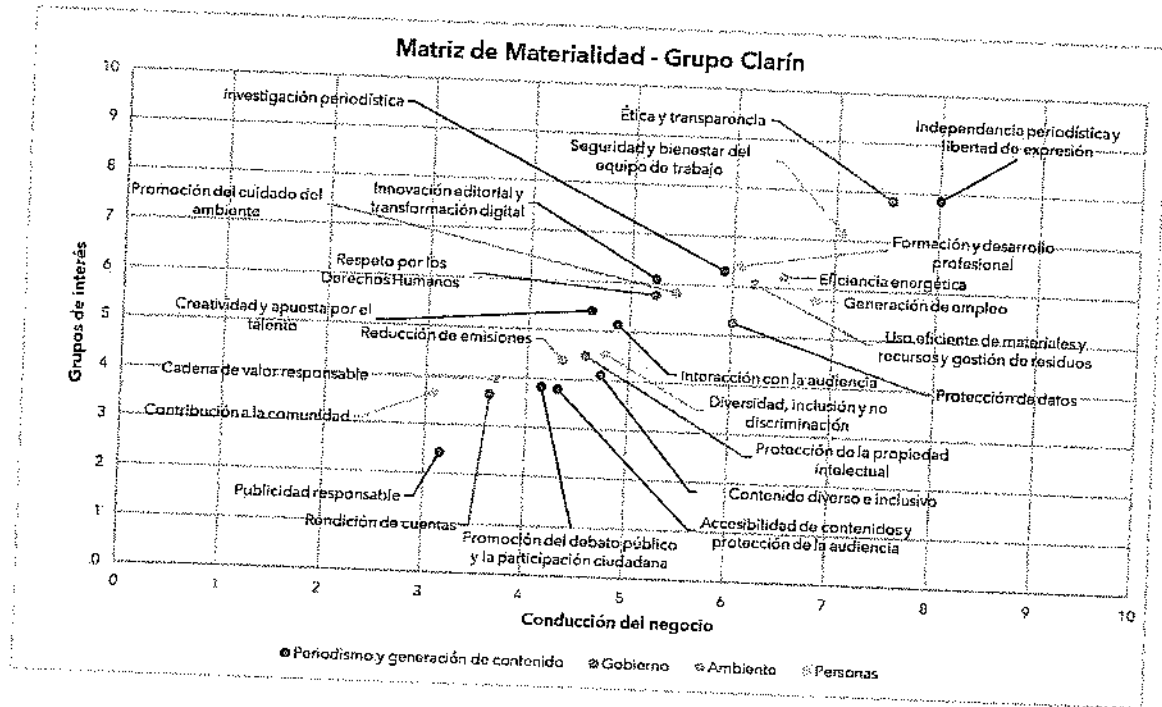 Matriz de Materialidad - Grupo Clarín
10
9
8
7
6
5
4
3
2
1
0
Grupos de interés
Investigación periodística
Ética y transparencia
Independencia periodística y
libertad de expresión
Seguridad y bienestar del
equipo de trabajo
Promoción del cuidado del
ambiente
Innovación editorial y
transformación digital
Formación y desarrollo
profesional
Respeto por los
Derechos Humanos
Eficiencia energética
Generación de empleo
Creatividad y apuesta por el
talento
Reducción de emisiones
Uso eficiente de materiales y
recursos y gestión de residuos
Cadena de valor responsable
Interacción con la audiencia
Protección de datos
Contribución a la comunidad
Diversidad, inclusión y no
discriminación
Protección de la propiedad
intelectual
Publicidad responsable
Contenido diverso e inclusivo
Rendición de cuentas
Promoción del debate público
y la participación ciudadana
Accesibilidad de contenidos y
protección de la audiencia
0 1 2 3 4 5 6 7 8 9 10
Conducción del negocio
Periodismo y generación de contenido Gobierno Ambiente Personas